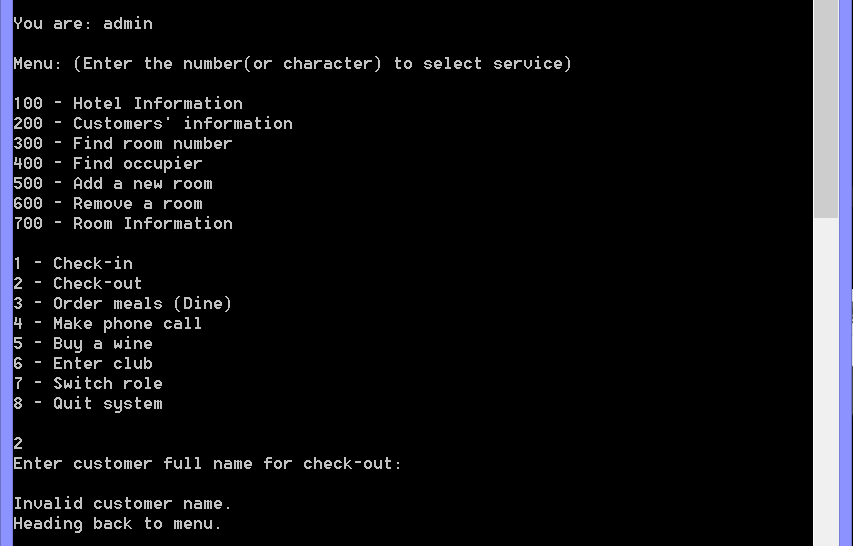 You are: admin
Menu: (Enter the number(or character) to select service)
100 - Hotel Information
200 - Customers' information
300 - Find room number
400 - Find occupier
500 - Add a new room
600 - Remove a room
700 - Room Information
1 - Check-in
2 - Check-out
3 - Order meals (Dine)
4 - Make phone call
5 - Buy a wine
6 - Enter club
7 - Switch role
8 - Quit system
2
Enter customer full name for check-out:
Invalid customer name.
Heading back to menu.